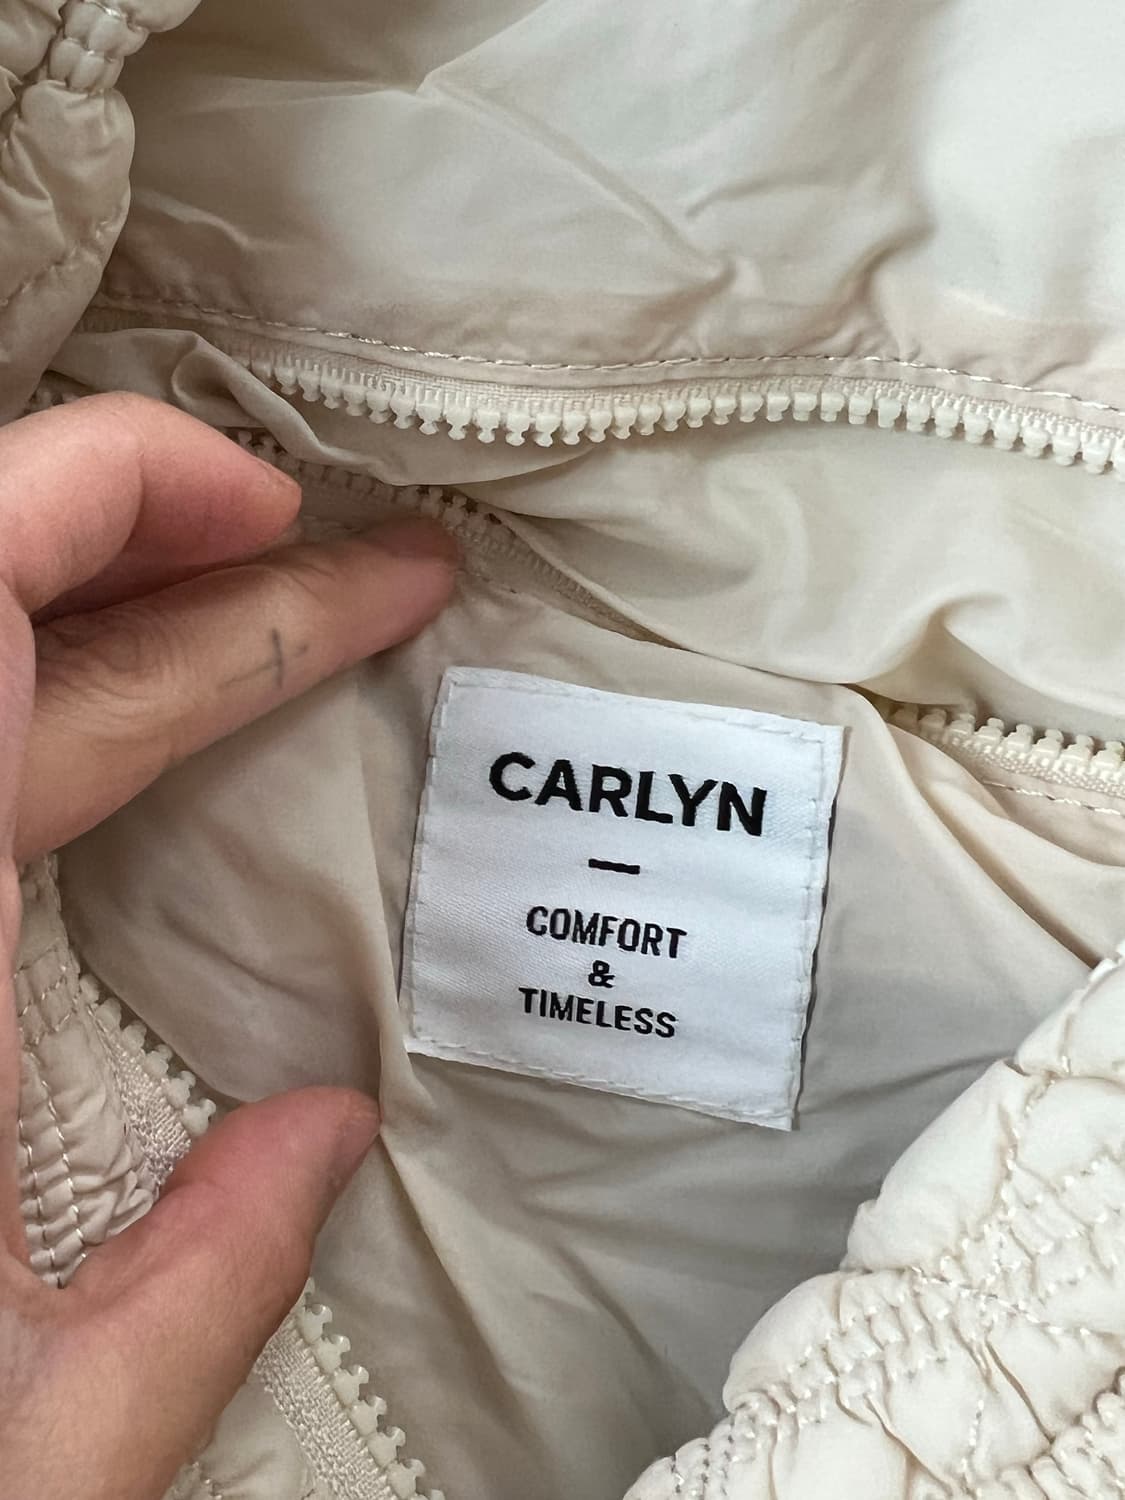 CARLYN
—
COMFORT
&
TIMELESS